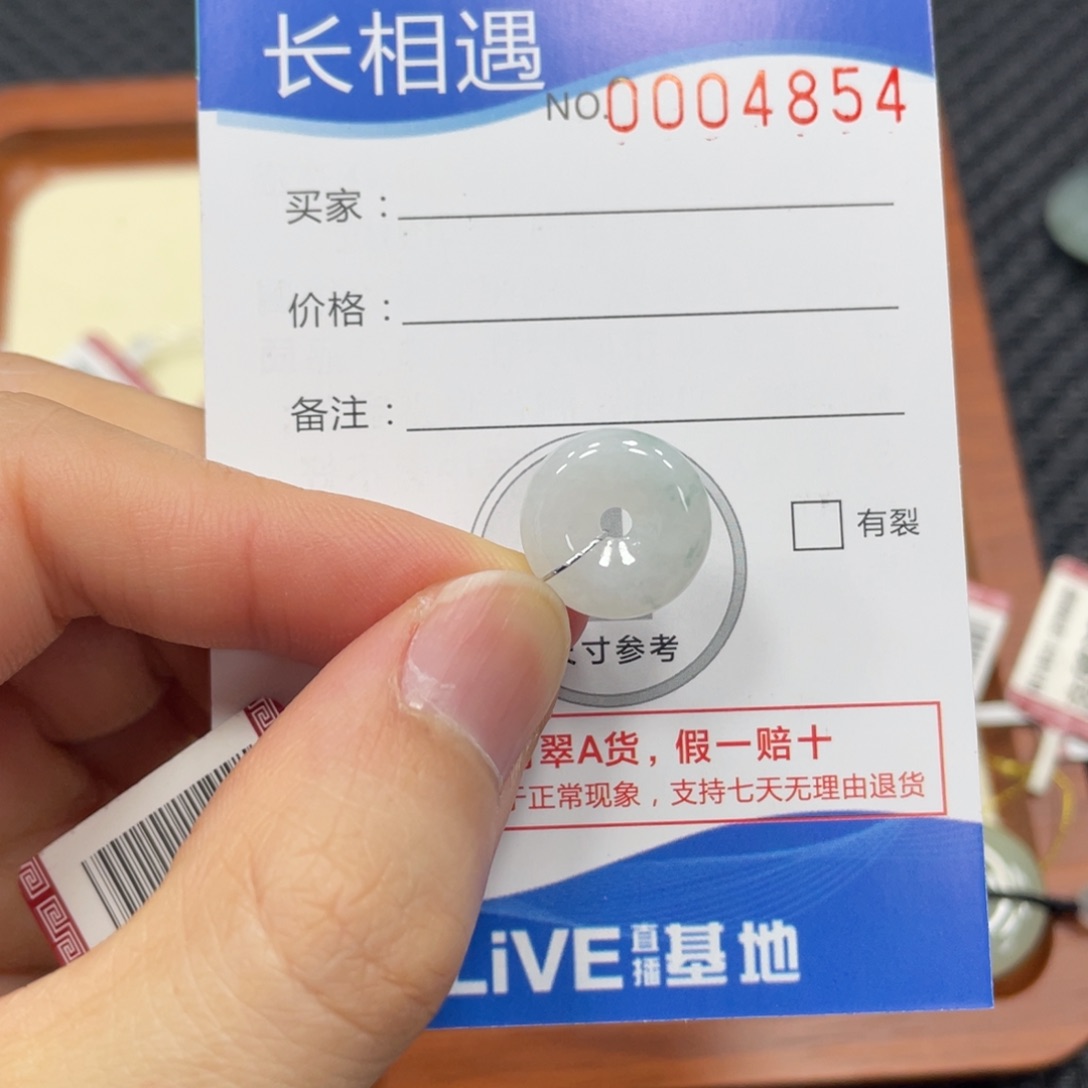 长相遇
NO.0004854
买家：
价格：
备注：
有裂
寸参考
翠A货，假一赔十
正常现象，支持七天无理由退货
LiVE直播基地